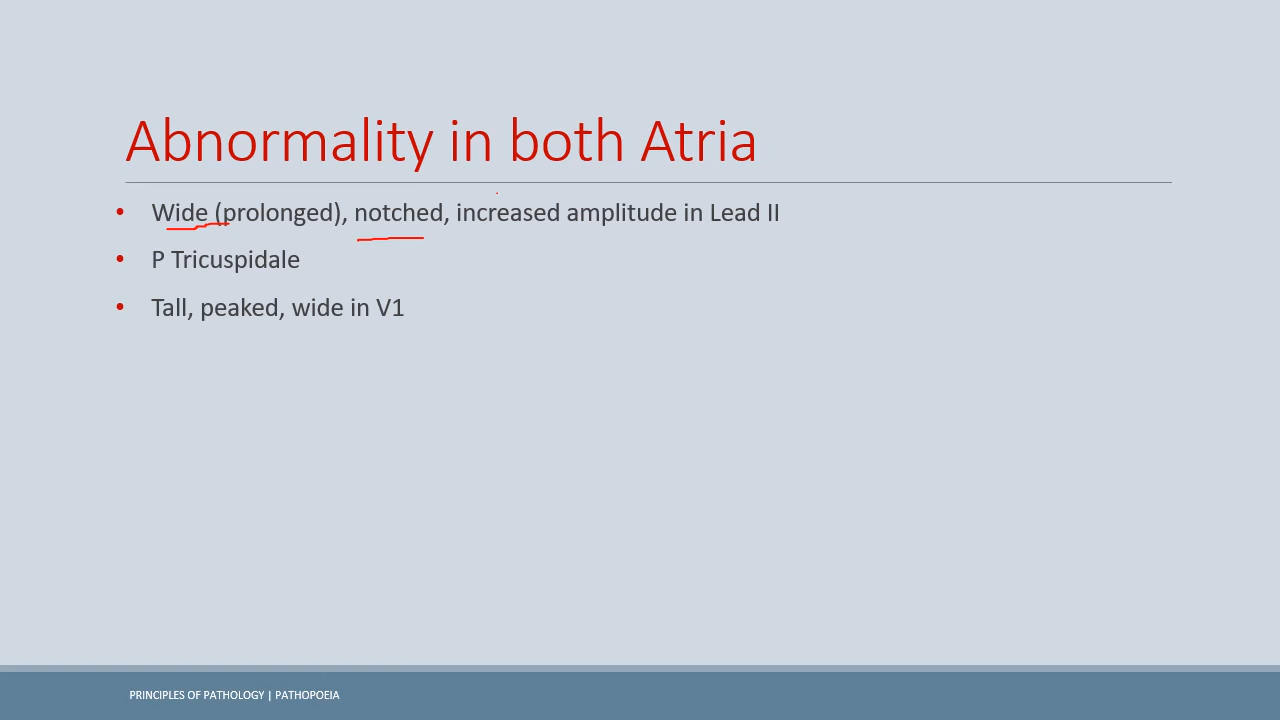 Abnormality in both Atria
• Wide (prolonged), notched, increased amplitude in Lead II
• P Tricuspidale
• Tall, peaked, wide in V1
PRINCIPLES OF PATHOLOGY | PATHOPOEIA